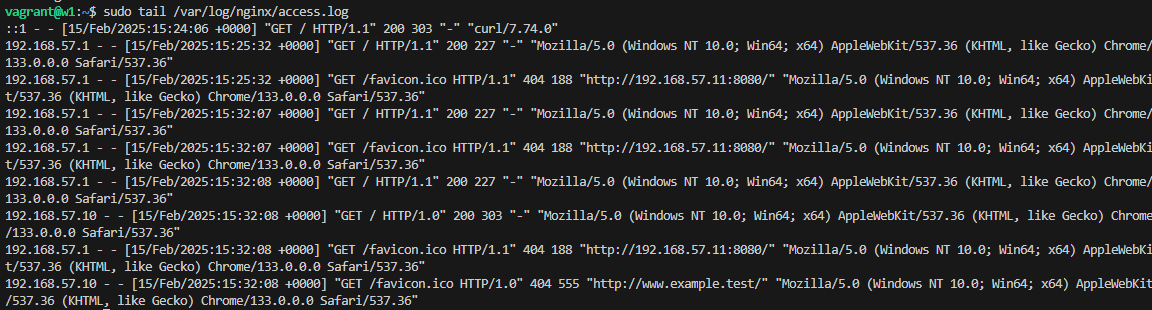 vagrant@w1:~$ sudo tail /var/log/nginx/access.log
::1 - - [15/Feb/2025:15:24:06 +0000] "GET / HTTP/1.1" 200 303 "-" "curl/7.74.0"
192.168.57.1 - - [15/Feb/2025:15:25:32 +0000] "GET / HTTP/1.1" 200 227 "-" "Mozilla/5.0 (Windows NT 10.0; Win64; x64) AppleWebKit/537.36 (KHTML, like Gecko) Chrome/
133.0.0.0 Safari/537.36"
192.168.57.1 - - [15/Feb/2025:15:25:32 +0000] "GET /favicon.ico HTTP/1.1" 404 188 "http://192.168.57.11:8080/" "Mozilla/5.0 (Windows NT 10.0; Win64; x64) AppleWebKi
t/537.36 (KHTML, like Gecko) Chrome/133.0.0.0 Safari/537.36"
192.168.57.1 - - [15/Feb/2025:15:32:07 +0000] "GET / HTTP/1.1" 200 227 "-" "Mozilla/5.0 (Windows NT 10.0; Win64; x64) AppleWebKit/537.36 (KHTML, like Gecko) Chrome/
133.0.0.0 Safari/537.36"
192.168.57.1 - - [15/Feb/2025:15:32:07 +0000] "GET /favicon.ico HTTP/1.1" 404 188 "http://192.168.57.11:8080/" "Mozilla/5.0 (Windows NT 10.0; Win64; x64) AppleWebKi
t/537.36 (KHTML, like Gecko) Chrome/133.0.0.0 Safari/537.36"
192.168.57.1 - - [15/Feb/2025:15:32:08 +0000] "GET / HTTP/1.1" 200 227 "-" "Mozilla/5.0 (Windows NT 10.0; Win64; x64) AppleWebKit/537.36 (KHTML, like Gecko) Chrome/
133.0.0.0 Safari/537.36"
192.168.57.10 - - [15/Feb/2025:15:32:08 +0000] "GET / HTTP/1.0" 200 303 "-" "Mozilla/5.0 (Windows NT 10.0; Win64; x64) AppleWebKit/537.36 (KHTML, like Gecko) Chrome
/133.0.0.0 Safari/537.36"
192.168.57.1 - - [15/Feb/2025:15:32:08 +0000] "GET /favicon.ico HTTP/1.1" 404 188 "http://192.168.57.11:8080/" "Mozilla/5.0 (Windows NT 10.0; Win64; x64) AppleWebKi
t/537.36 (KHTML, like Gecko) Chrome/133.0.0.0 Safari/537.36"
192.168.57.10 - - [15/Feb/2025:15:32:08 +0000] "GET /favicon.ico HTTP/1.0" 404 555 "http://www.example.test/" "Mozilla/5.0 (Windows NT 10.0; Win64; x64) AppleWebKit
/537.36 (KHTML, like Gecko) Chrome/133.0.0.0 Safari/537.36"